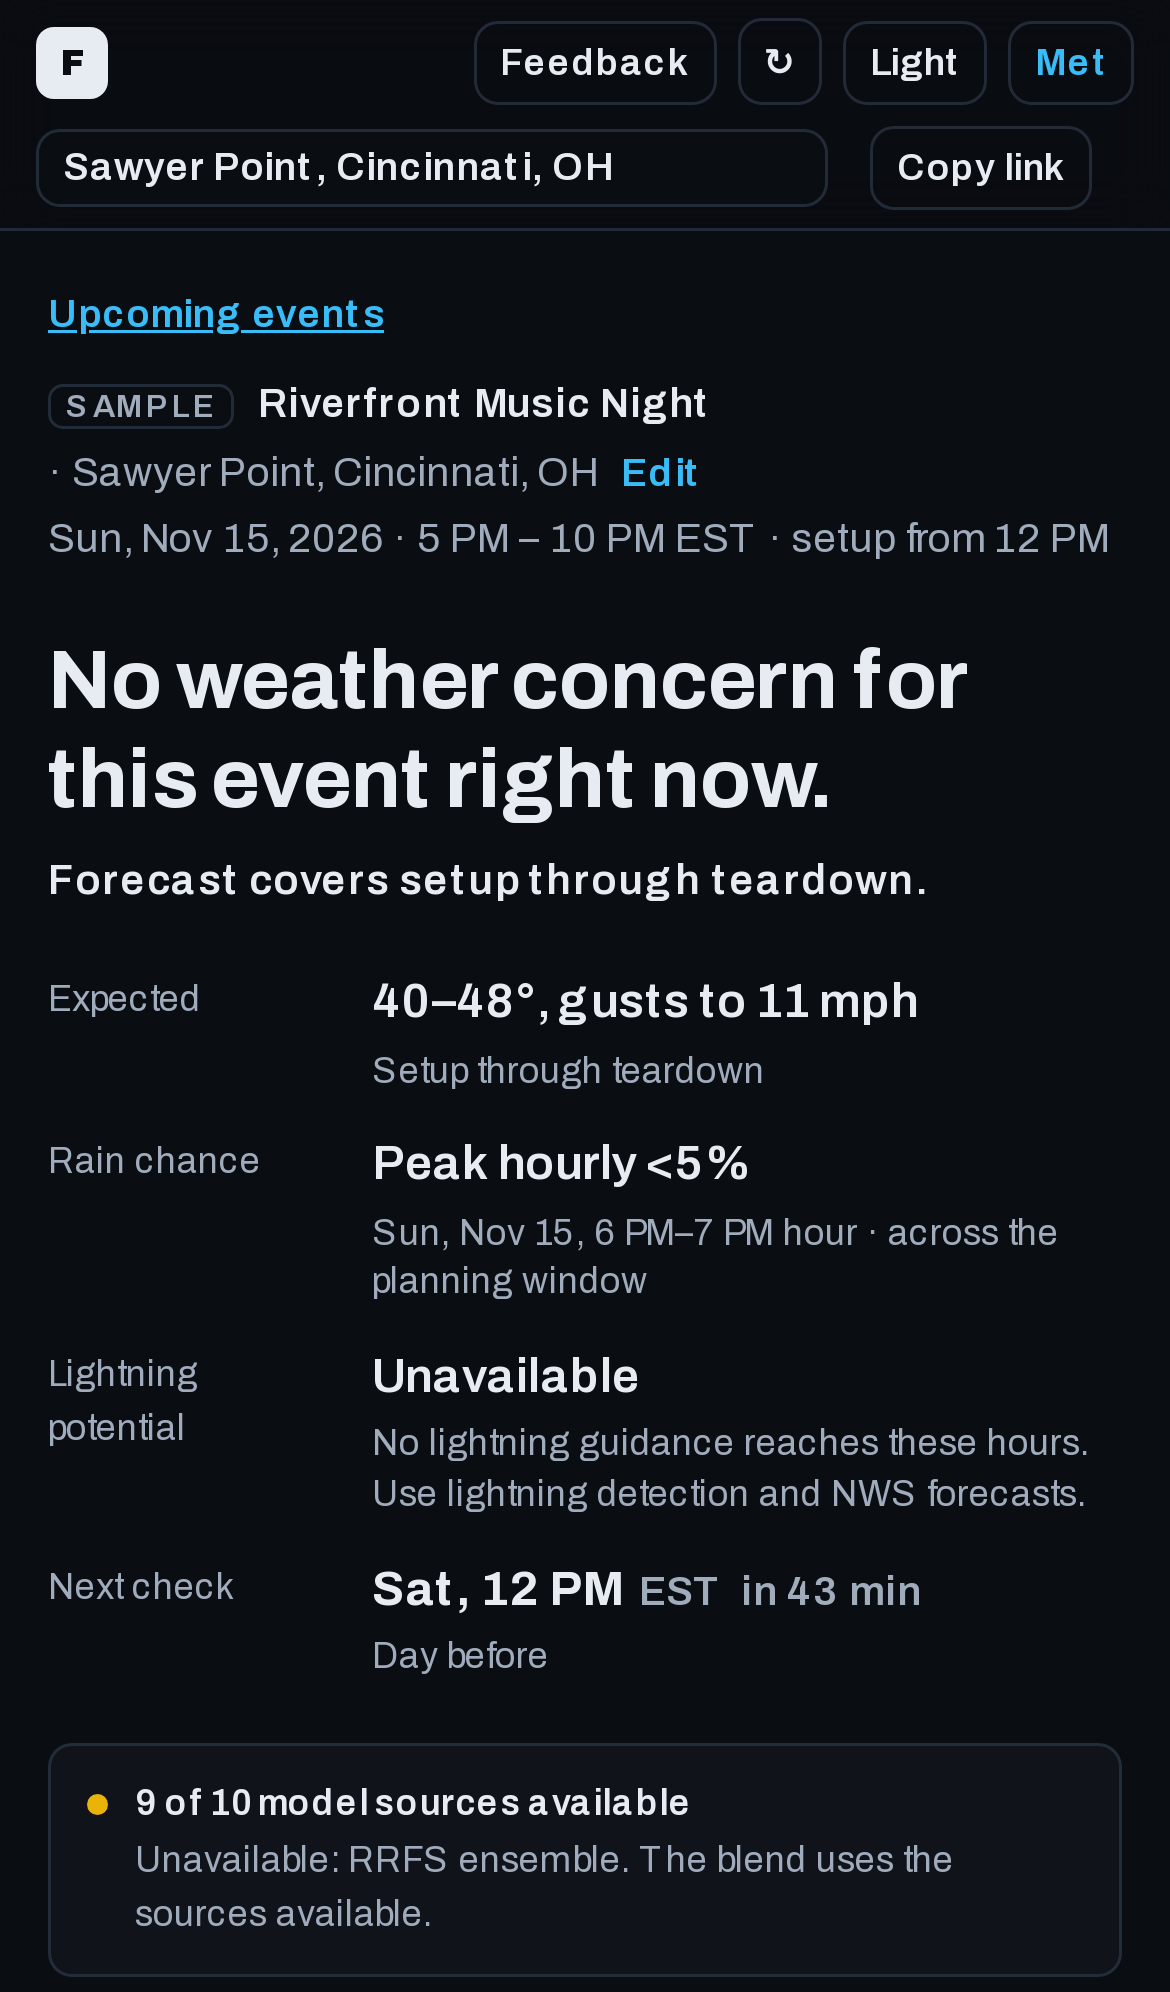 F
Feedback ↻ Light Met
Sawyer Point, Cincinnati, OH
Copy link
Upcoming events
SAMPLE Riverfront Music Night
· Sawyer Point, Cincinnati, OH Edit
Sun, Nov 15, 2026 · 5 PM – 10 PM EST · setup from 12 PM
No weather concern for
this event right now.
Forecast covers setup through teardown.
Expected
40–48°, gusts to 11 mph
Setup through teardown
Rain chance
Peak hourly <5%
Sun, Nov 15, 6 PM–7 PM hour · across the
planning window
Lightning
potential
Unavailable
No lightning guidance reaches these hours.
Use lightning detection and NWS forecasts.
Next check
Sat, 12 PM EST in 43 min
Day before
9 of 10 model sources available
Unavailable: RRFS ensemble. The blend uses the
sources available.